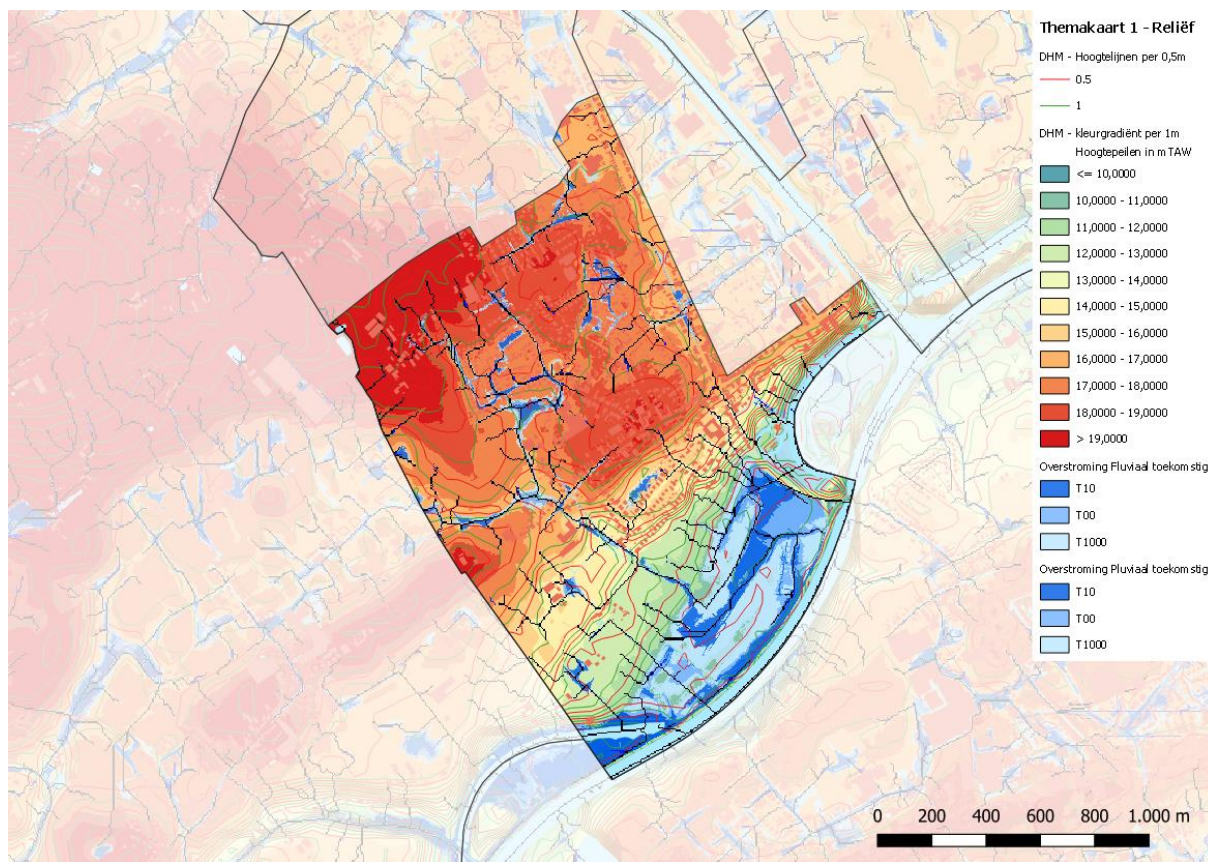 Themakaart 1 - Reliëf
DHM - Hoogtelijnen per 0,5m
0.5
1
DHM - kleurgradiënt per 1m
Hoogtepeilen in m TAW
<= 10,0000
10,0000 - 11,0000
11,0000 - 12,0000
12,0000 - 13,0000
13,0000 - 14,0000
14,0000 - 15,0000
15,0000 - 16,0000
16,0000 - 17,0000
17,0000 - 18,0000
18,0000 - 19,0000
> 19,0000
Overstroming Pluviaal toekomstig
T10
T00
T1000
Overstroming Pluviaal toekomstig
T10
T00
T1000
0 200 400 600 800 1.000 m